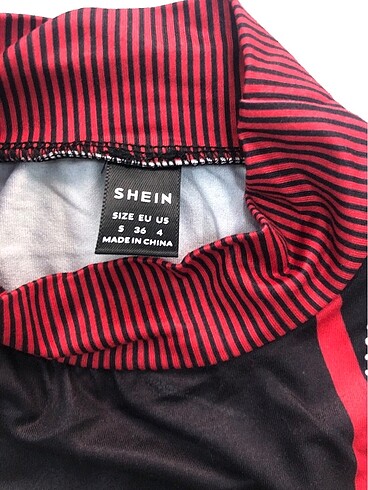 SHEIN
SIZE EU US
S 36 4
MADE IN CHINA